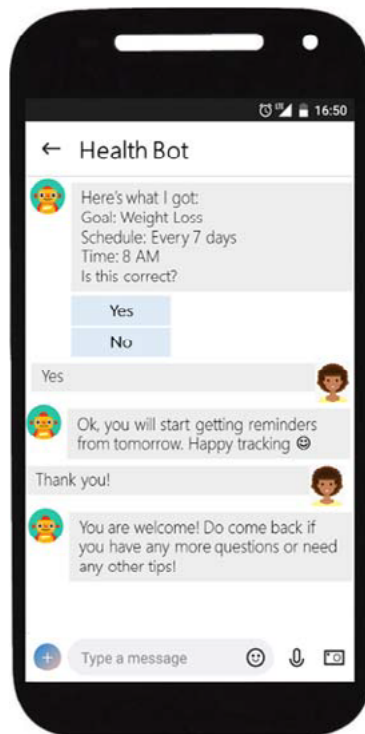 16:50
← Health Bot
Here's what I got:
Goal: Weight Loss
Schedule: Every 7 days
Time: 8 AM
Is this correct?
Yes
No
Yes
Ok, you will start getting reminders
from tomorrow. Happy tracking 😃
Thank you!
You are welcome! Do come back if
you have any more questions or need
any other tips!
Type a message